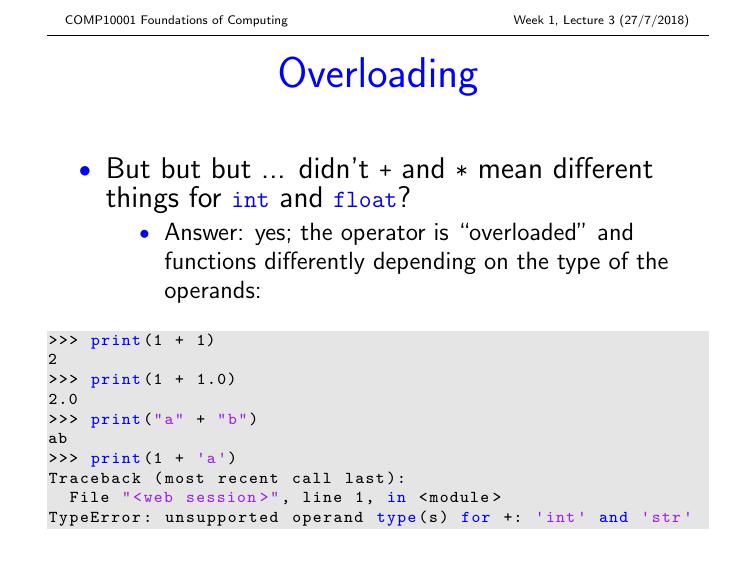 COMP10001 Foundations of Computing Week 1, Lecture 3 (27/7/2018)
Overloading
• But but but ... didn't + and * mean different
things for int and float?
• Answer: yes; the operator is “overloaded” and
functions differently depending on the type of the
operands:
>>> print(1 + 1)
2
>>> print(1 + 1.0)
2.0
>>> print("a" + "b")
ab
>>> print(1 + 'a')
Traceback (most recent call last):
  File "<web session>", line 1, in <module>
TypeError: unsupported operand type(s) for +: 'int' and 'str'